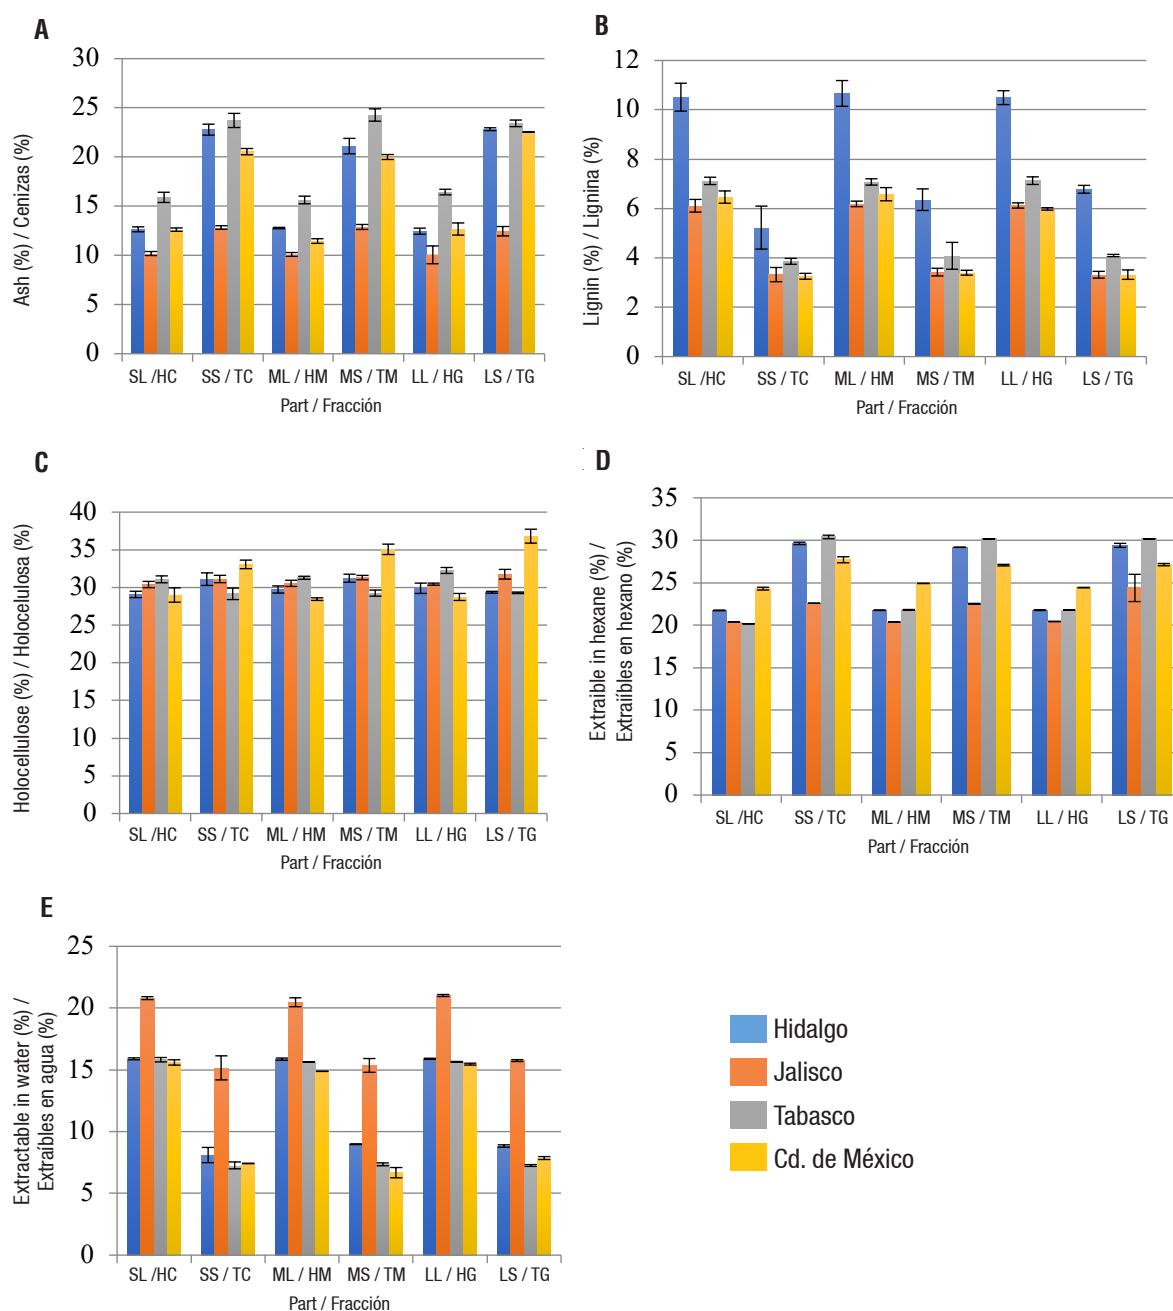 A
Ash (%) / Cenizas (%)
30
25
20
15
10
5
0
SL /HC SS / TC ML / HM MS / TM LL / HG LS / TG
Part / Fracción
B
Lignin (%) / Lignina (%)
12
10
8
6
4
2
0
SL / HC SS / TC ML / HM MS / TM LL / HG LS / TG
Part / Fracción
C
Holocellulose (%) / Holocelulosa (%)
40
35
30
25
20
15
10
5
0
SL /HC SS / TC ML / HM MS / TM LL / HG LS / TG
Part / Fracción
D
Extraible in hexane (%) /
Extraiíbles en hexano (%)
35
30
25
20
15
10
5
0
SL /HC SS / TC ML / HM MS / TM LL / HG LS / TG
Part / Fracción
E
Extractable in water (%) /
Extraíbles en agua (%)
25
20
15
10
5
0
SL /HC SS / TC ML / HM MS / TM LL / HG LS / TG
Part / Fracción
Hidalgo
Jalisco
Tabasco
Cd. de México